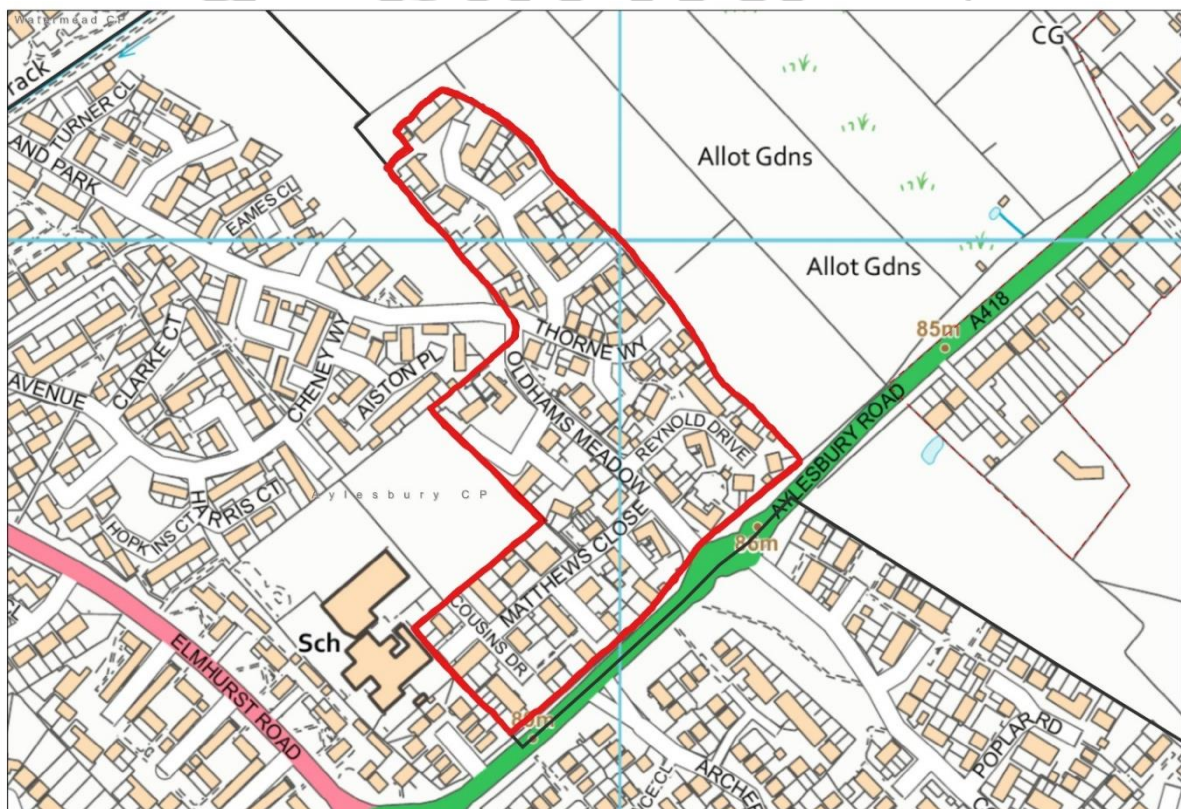 Watermead CP
rack
TURNER CL
AND PARK
EAMES CL
CG
Allot Gdns
Allot Gdns
A418
85m
THORNE WY
CLARKE CT
AVENUE
CHENEY WY
AISTON PL
OLDHAMS MEADOW
REYNOLD DRIVE
AYLESBURY ROAD
86m
HARRIS CT
HOPKINS CT
Aylesbury CP
MATTHEWS CLOSE
COUSINS DR
Sch
ELMHURST ROAD
POPLAR RD
ARCHER